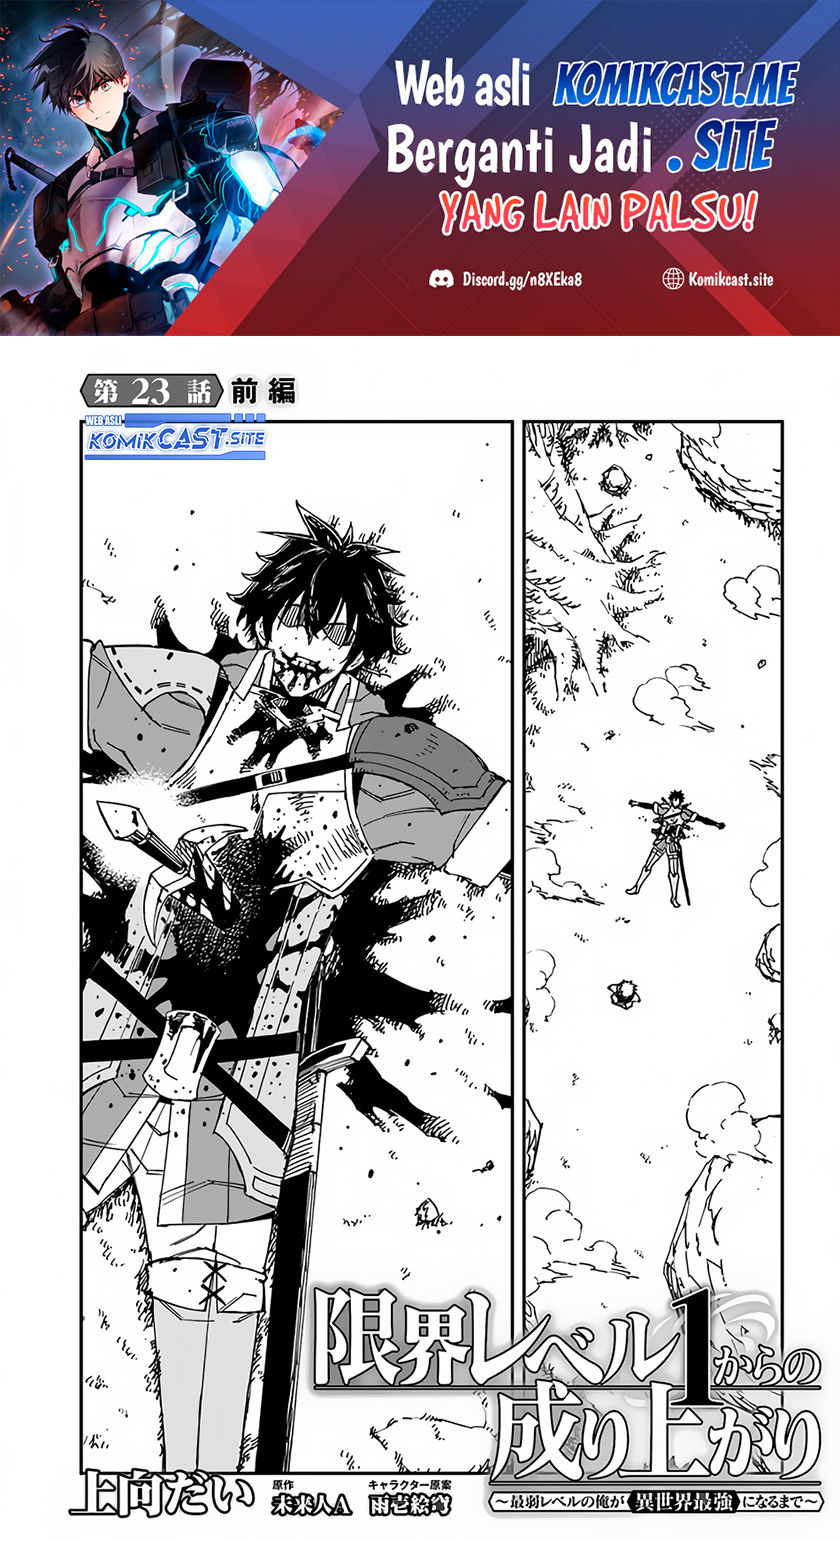 Web asli KOMIKCAST.ME
Berganti Jadi .SITE
YANG LAIN PALSU!
Discord.gg/n8XEka8
Komikcast.site
第23話 前編
WEB ASLI
KOMIKCAST.SITE
限界レベル1からの
成り上がり
～最弱レベルの俺が異世界最強になるまで～
上向だい
原作
未来人A
キャラクター原案
雨壱絵穹